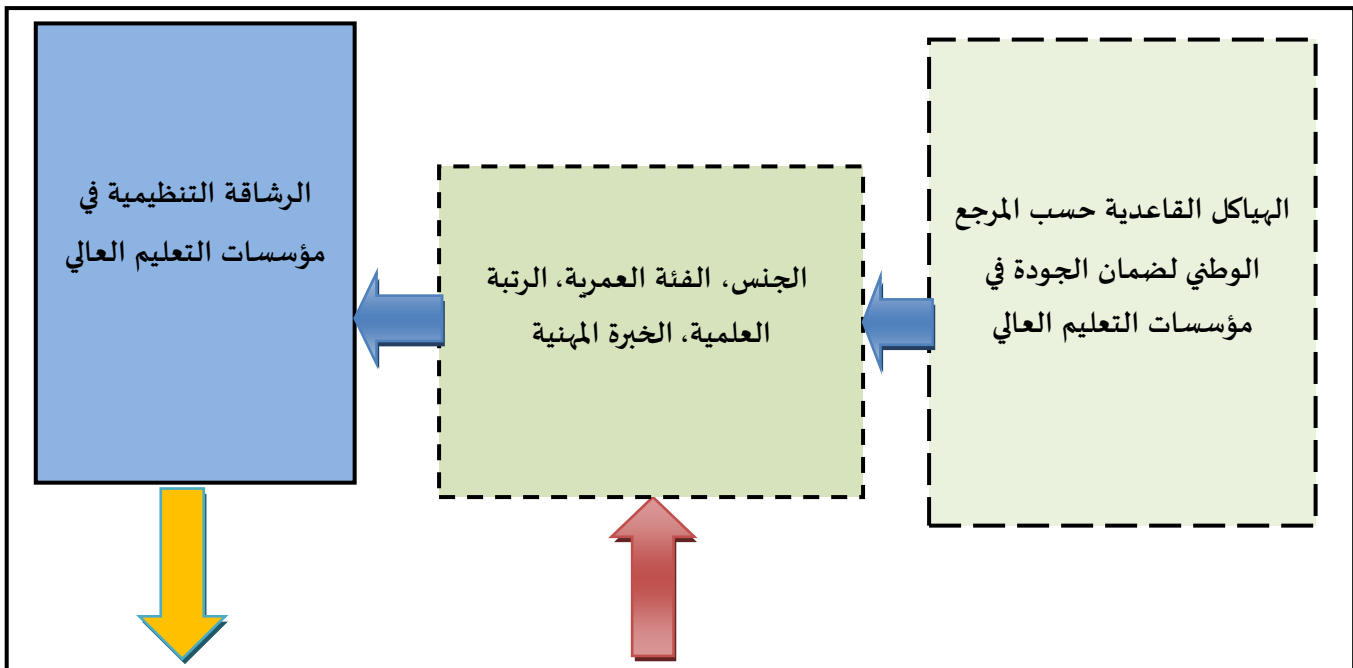 الهياكل القاعدية حسب المرجع
الوطني لضمان الجودة في
مؤسسات التعليم العالي
الجنس، الفئة العمرية، الرتبة
العلمية، الخبرة المهنية
الرشاقة التنظيمية في
مؤسسات التعليم العالي